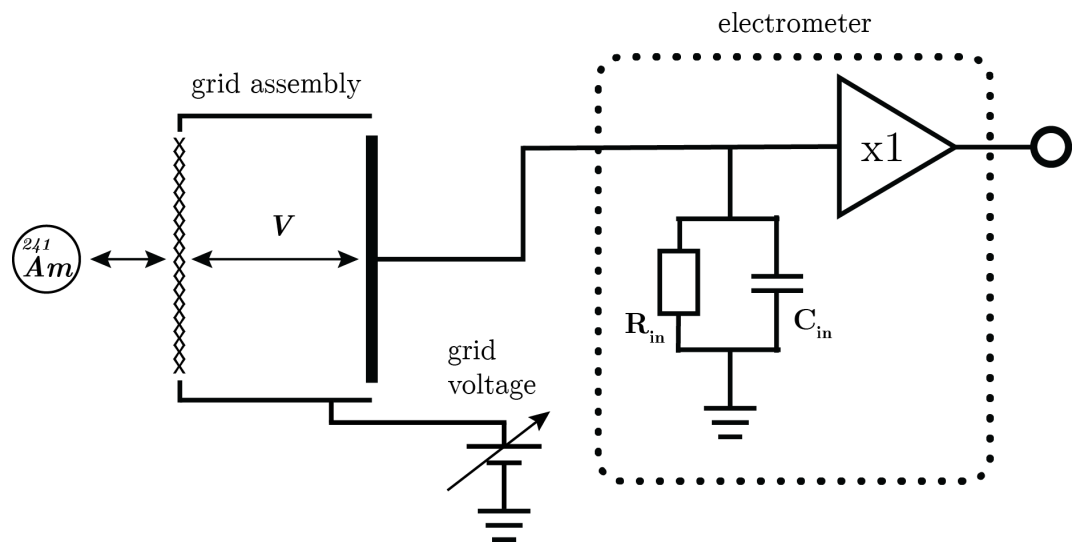 electrometer
grid assembly
x1
V
241
Am
R in
C in
grid
voltage